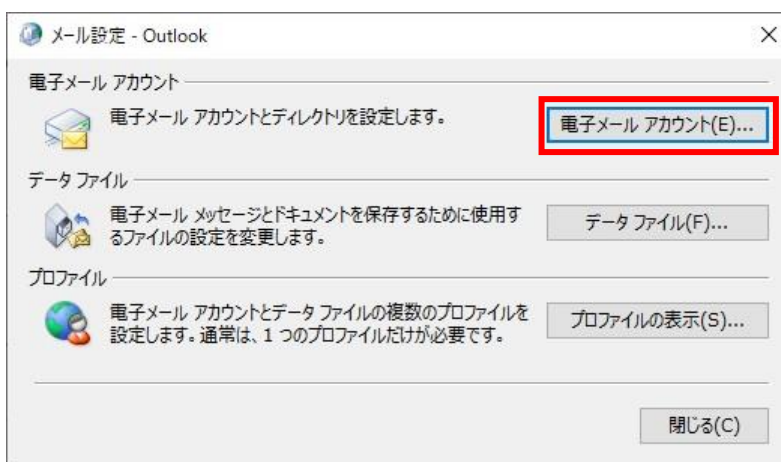 メール設定 - Outlook
電子メール アカウント
電子メール アカウントとディレクトリを設定します。
電子メール アカウント(E)...
データ ファイル
電子メール メッセージとドキュメントを保存するために使用す
るファイルの設定を変更します。
データ ファイル(F)...
プロファイル
電子メール アカウントとデータ ファイルの複数のプロファイルを
設定します。通常は、1 つのプロファイルだけが必要です。
プロファイルの表示(S)...
閉じる(C)